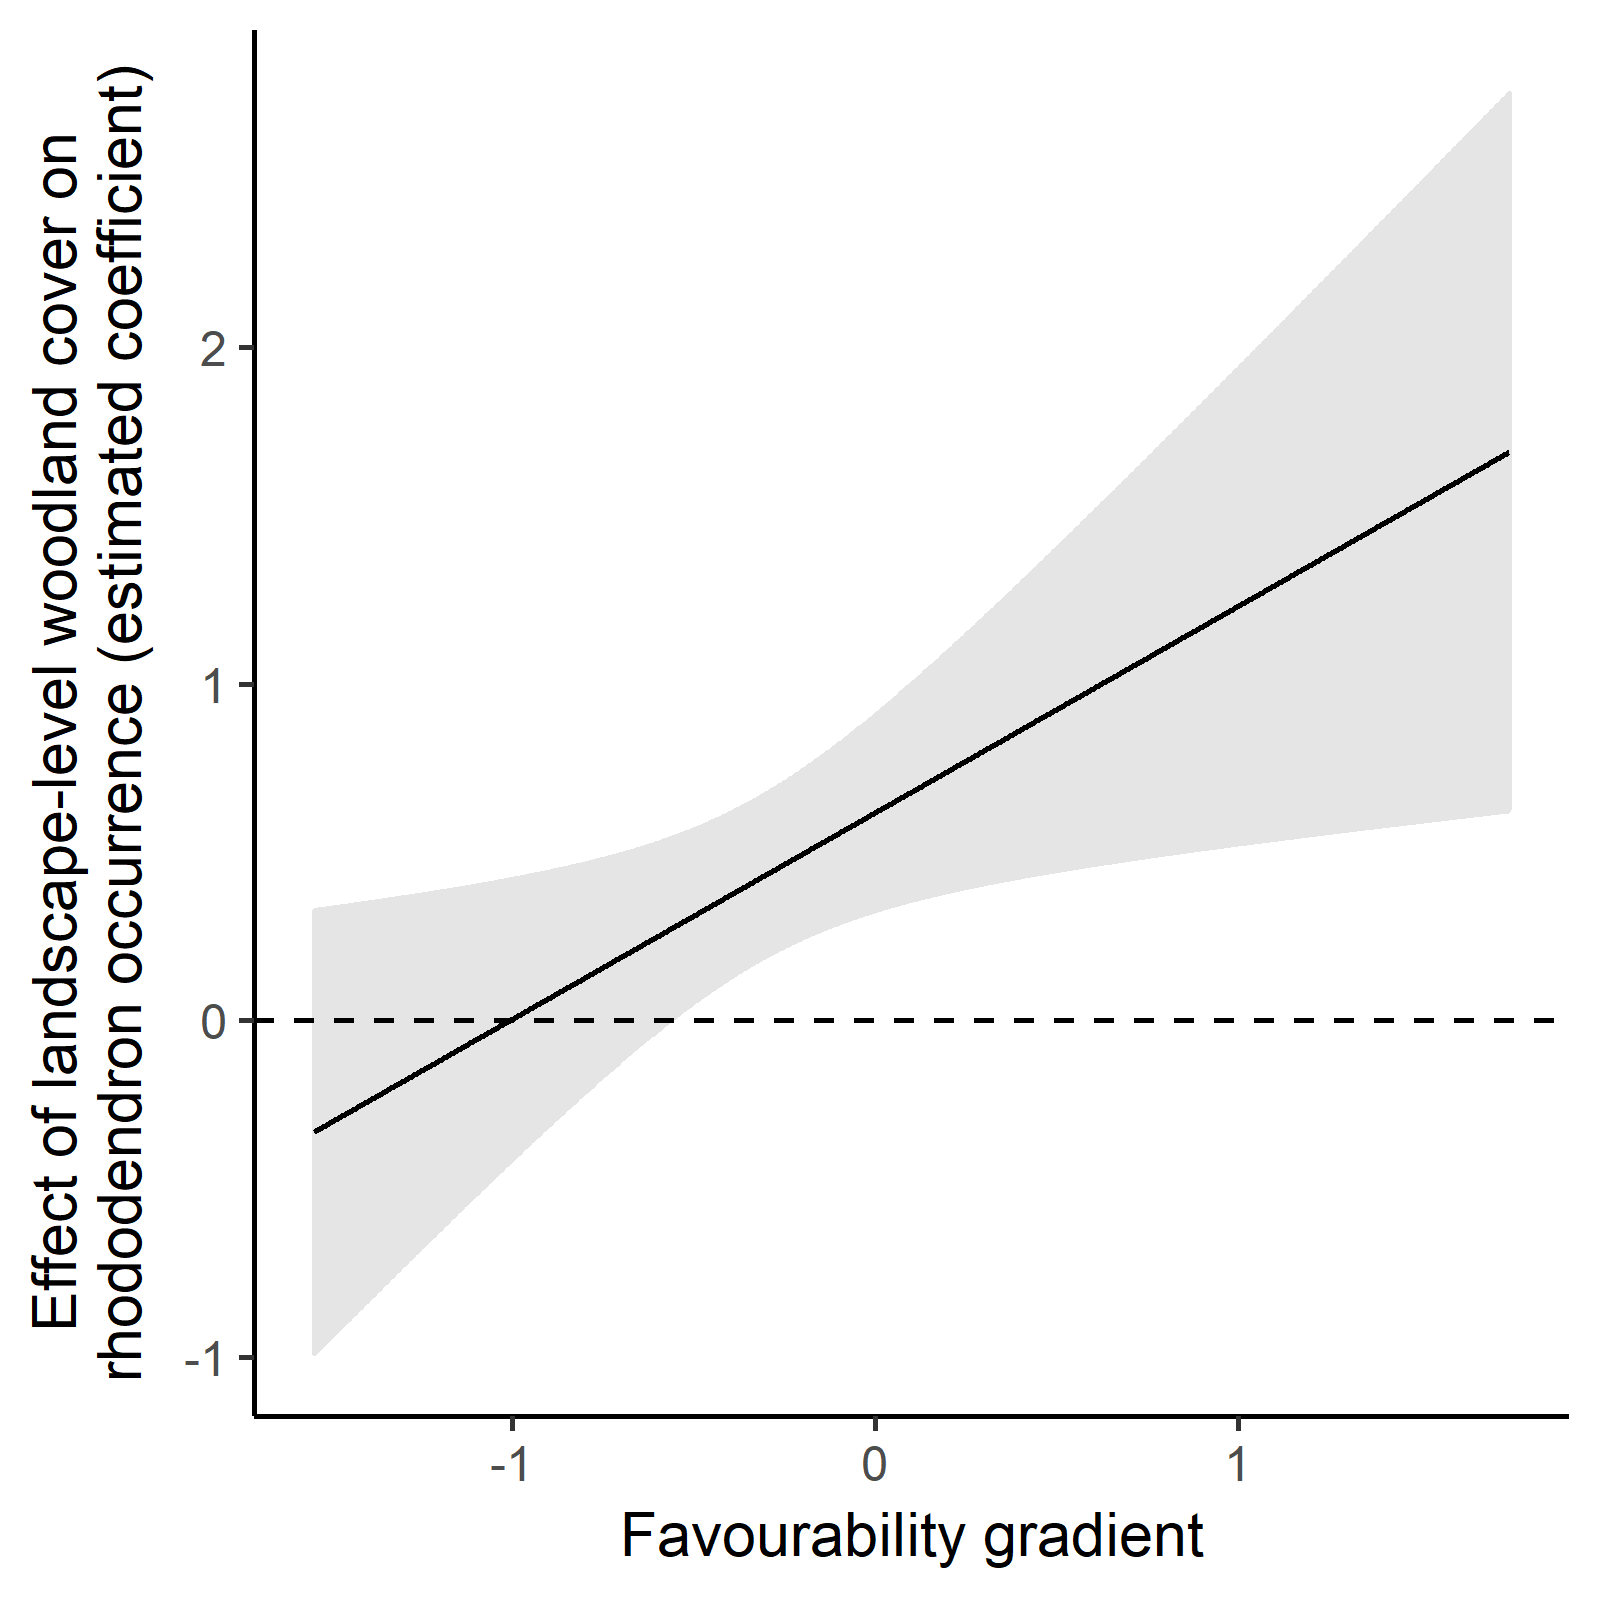 Effect of landscape-level woodland cover on
rhododendron occurrence (estimated coefficient)
2
1
0
-1
-1
0
1
Favourability gradient